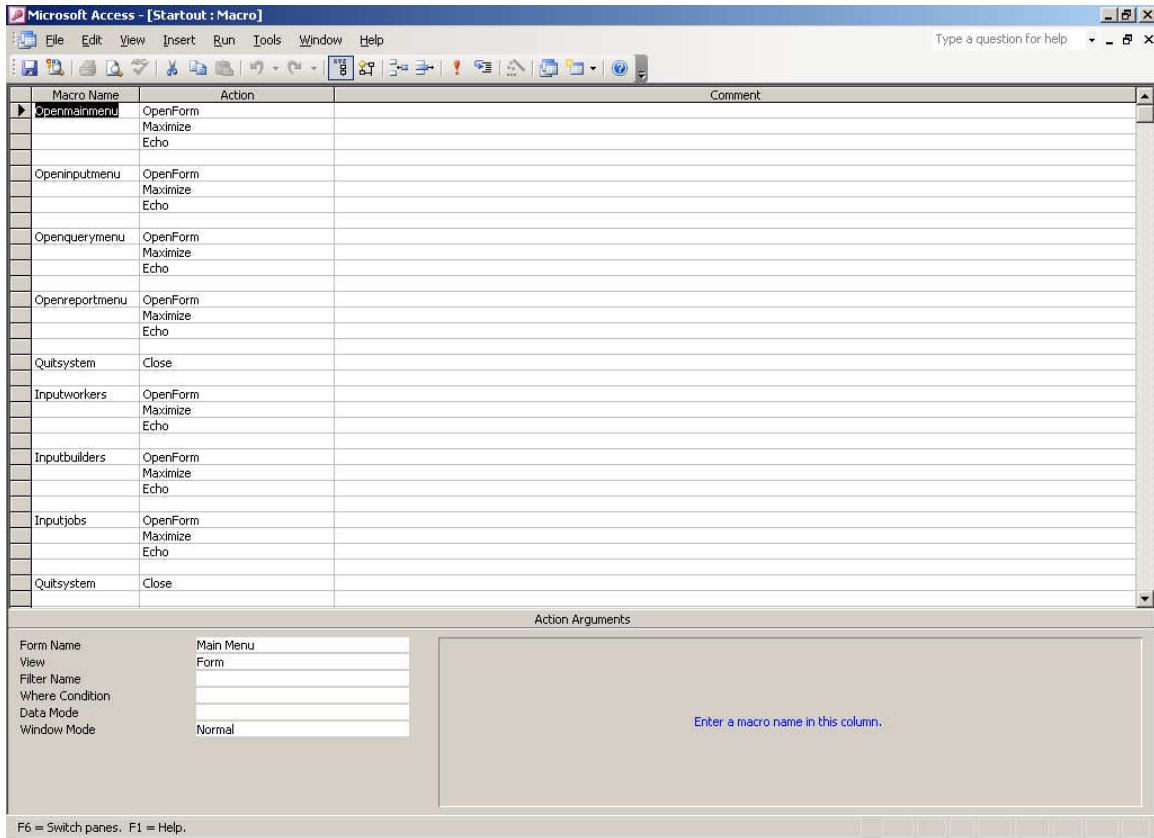 Microsoft Access - [Startout : Macro]
File Edit View Insert Run Tools Window Help Type a question for help
Macro Name Action Comment
Openmainmenu OpenForm
Maximize
Echo
Openinputmenu OpenForm
Maximize
Echo
Openquerymenu OpenForm
Maximize
Echo
Openreportmenu OpenForm
Maximize
Echo
Quitsystem Close
Inputworkers OpenForm
Maximize
Echo
Inputbuilders OpenForm
Maximize
Echo
Inputjobs OpenForm
Maximize
Echo
Quitsystem Close
Action Arguments
Form Name Main Menu
View Form
Filter Name
Where Condition
Data Mode
Window Mode Normal
Enter a macro name in this column.
F6 = Switch panes. F1 = Help.